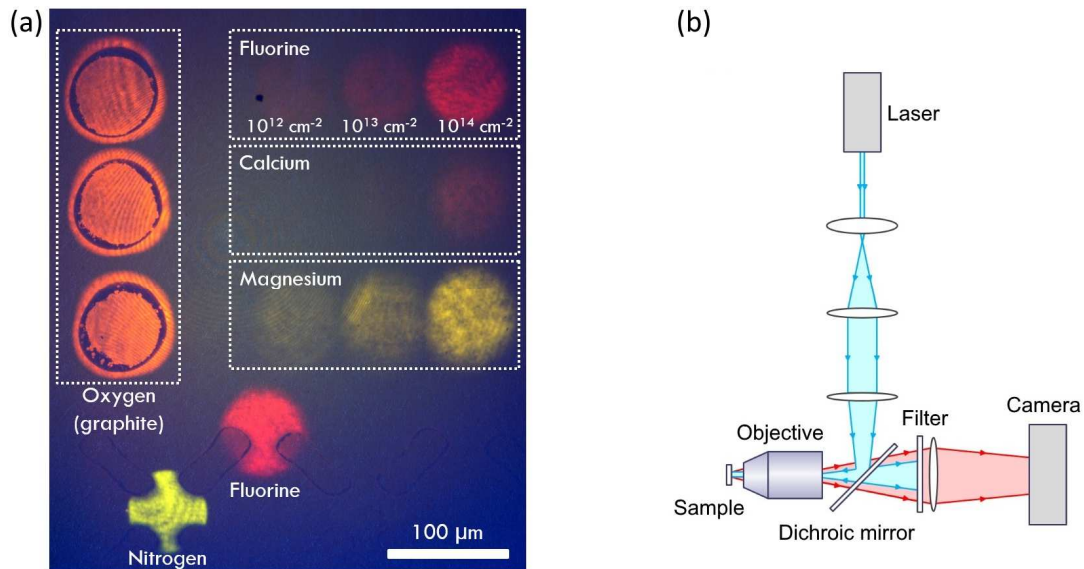 (a)
Fluorine
10¹² cm⁻² 10¹³ cm⁻² 10¹⁴ cm⁻²
Calcium
Magnesium
Oxygen
(graphite)
Fluorine
Nitrogen
100 µm
(b)
Laser
Filter
Camera
Objective
Sample
Dichroic mirror